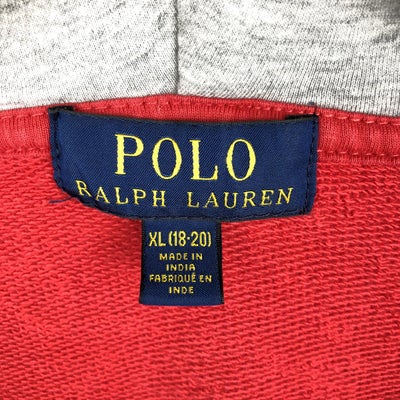 POLO
RALPH LAUREN
XL (18-20)
MADE IN
INDIA
FABRIQUÉ EN
INDE